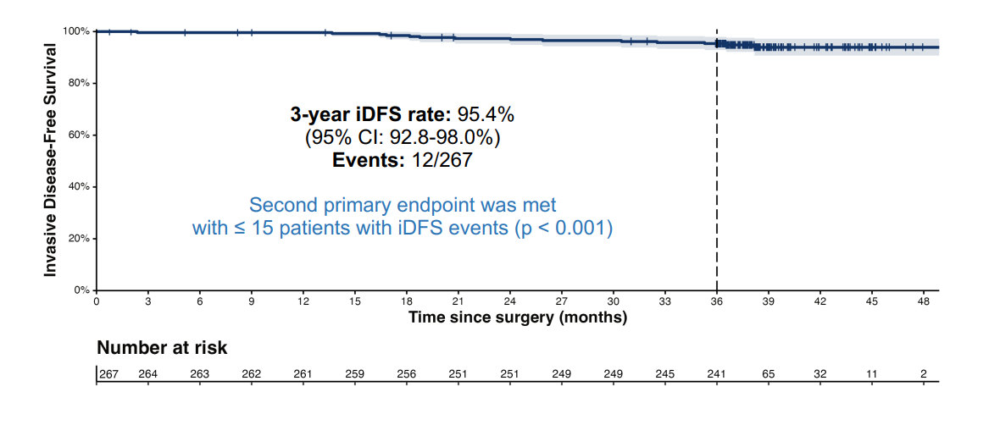 100%
80%
60%
40%
20%
0%
Invasive Disease-Free Survival
3-year iDFS rate: 95.4%
(95% CI: 92.8-98.0%)
Events: 12/267
Second primary endpoint was met
with ≤ 15 patients with iDFS events (p < 0.001)
0 3 6 9 12 15 18 21 24 27 30 33 36 39 42 45 48
Time since surgery (months)
Number at risk
267 264 263 262 261 259 256 251 251 249 249 245 241 65 32 11 2